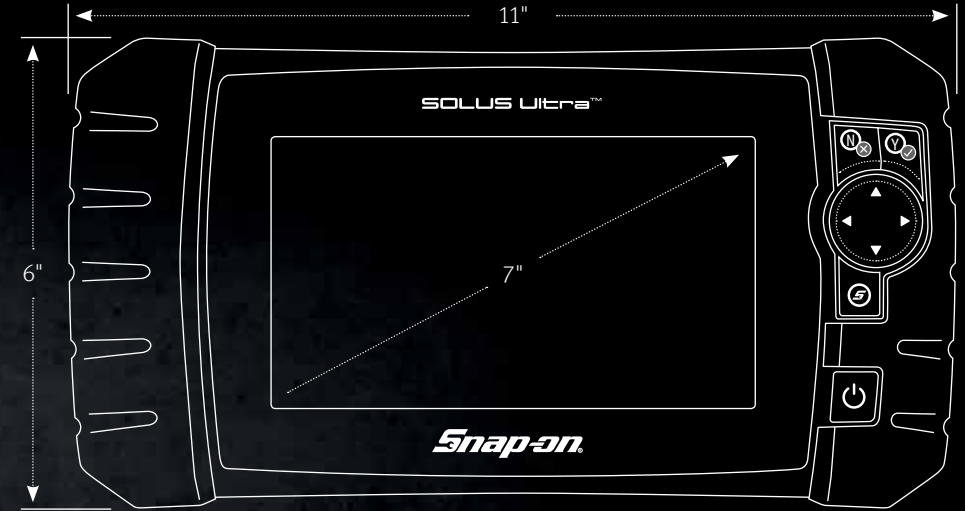 11"
SOLUS Ultra™
N Y
6"
7"
S
Snap-on®